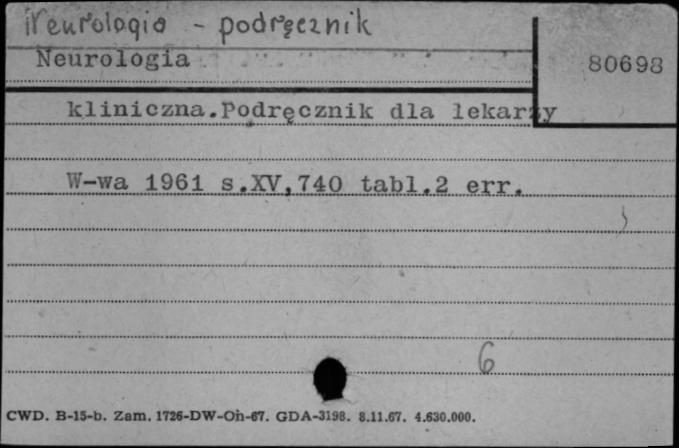 Neurologia - podręcznik
Neurologia
80698
kliniczna.Podręcznik dla lekarzy
W-wa 1961 s.XV,740 tabl.2 err.
6
CWD. B-15-b. Zam. 1726-DW-Oh-67. GDA-3198. 8.11.67. 4.630.000.